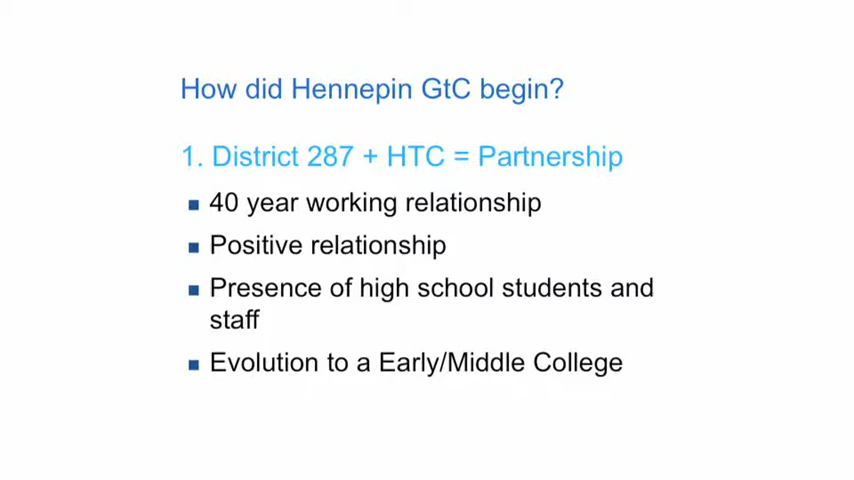 How did Hennepin GtC begin?
1. District 287 + HTC = Partnership
■ 40 year working relationship
■ Positive relationship
■ Presence of high school students and
staff
■ Evolution to a Early/Middle College